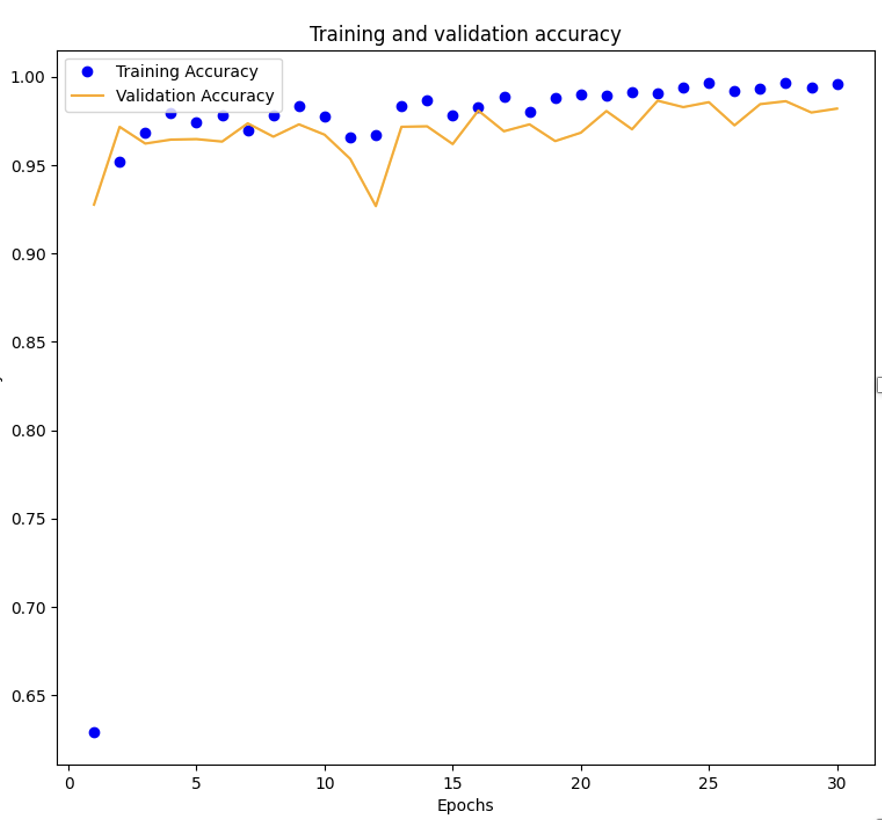 Training and validation accuracy
Training Accuracy
Validation Accuracy
1.00
0.95
0.90
0.85
0.80
0.75
0.70
0.65
0 5 10 15 20 25 30
Epochs